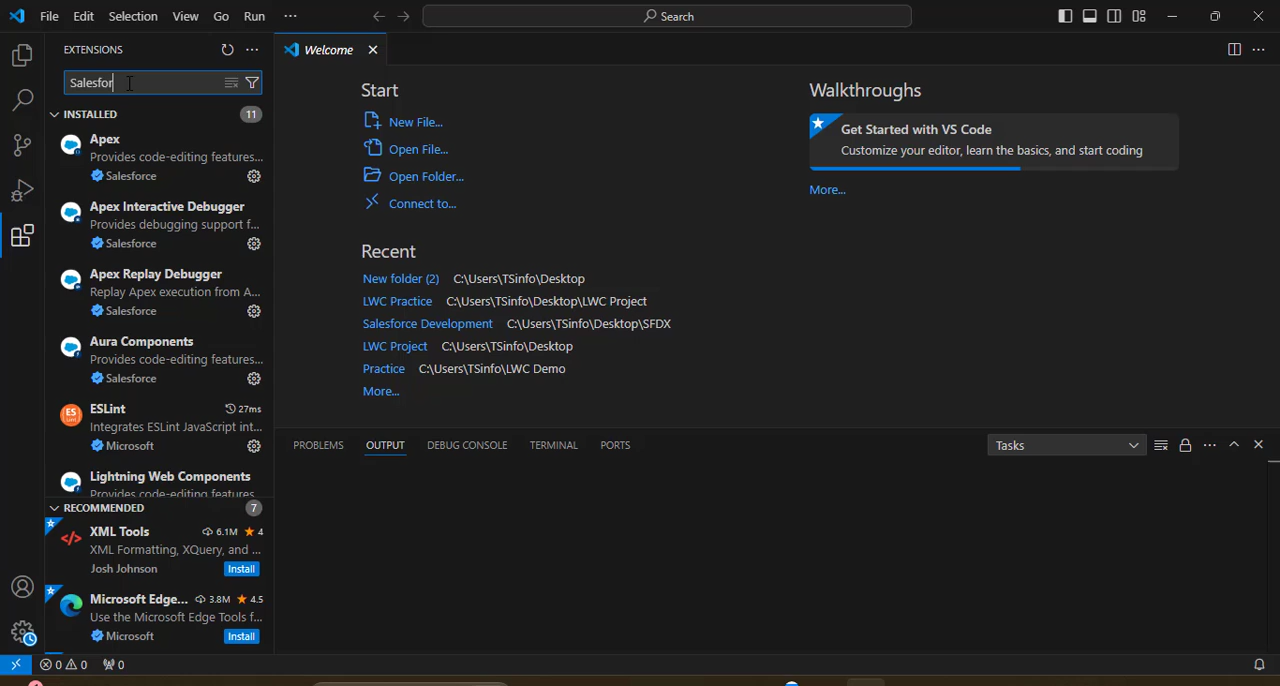 File Edit Selection View Go Run ···
Search
EXTENSIONS
Welcome
Salesfor
INSTALLED 11
Apex
Provides code-editing features...
Salesforce
Apex Interactive Debugger
Provides debugging support f...
Salesforce
Apex Replay Debugger
Replay Apex execution from A...
Salesforce
Aura Components
Provides code-editing features...
Salesforce
ESLint 27ms
Integrates ESLint JavaScript int...
Microsoft
Lightning Web Components
Provides code-editing features
RECOMMENDED 7
XML Tools 6.1M 4
XML Formatting, XQuery, and ...
Josh Johnson Install
Microsoft Edge... 3.8M 4.5
Use the Microsoft Edge Tools f...
Microsoft Install
Start
New File...
Open File...
Open Folder...
Connect to...
Recent
New folder (2) C:\Users\TSinfo\Desktop
LWC Practice C:\Users\TSinfo\Desktop\LWC Project
Salesforce Development C:\Users\TSinfo\Desktop\SFDX
LWC Project C:\Users\TSinfo\Desktop
Practice C:\Users\TSinfo\LWC Demo
More...
Walkthroughs
Get Started with VS Code
Customize your editor, learn the basics, and start coding
More...
PROBLEMS OUTPUT DEBUG CONSOLE TERMINAL PORTS
Tasks
0 0 0